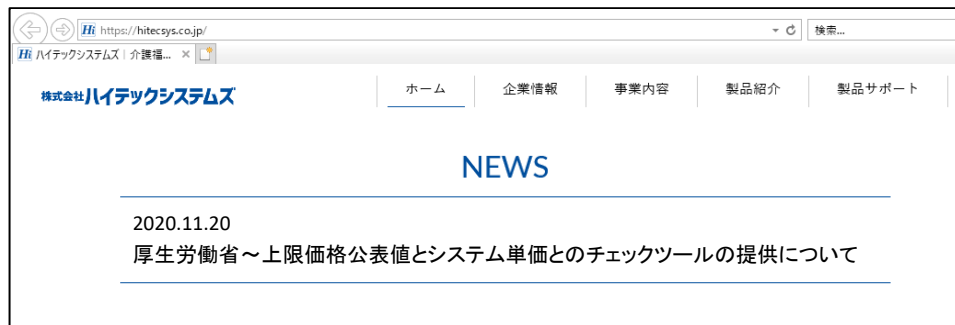 Hi https://hitecsys.co.jp/ 検索...
Hi ハイテックシステムズ | 介護福... ×
株式会社ハイテックシステムズ ホーム 企業情報 事業内容 製品紹介 製品サポート
NEWS
2020.11.20
厚生労働省～上限価格公表値とシステム単価とのチェックツールの提供について